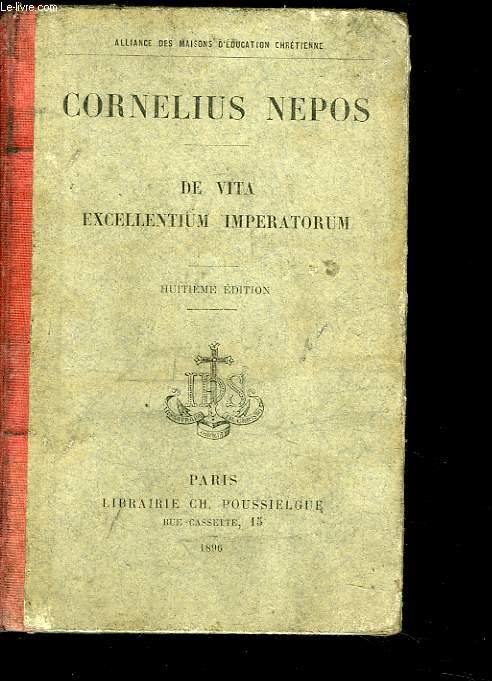 © Le-livre.com
ALLIANCE DES MAISONS D'ÉDUCATION CHRÉTIENNE
CORNELIUS NEPOS
DE VITA
EXCELLENTIUM IMPERATORUM
HUITIÈME ÉDITION
IHS
PARIS
LIBRAIRIE CH. POUSSIELGUE
RUE CASSETTE, 15
1896